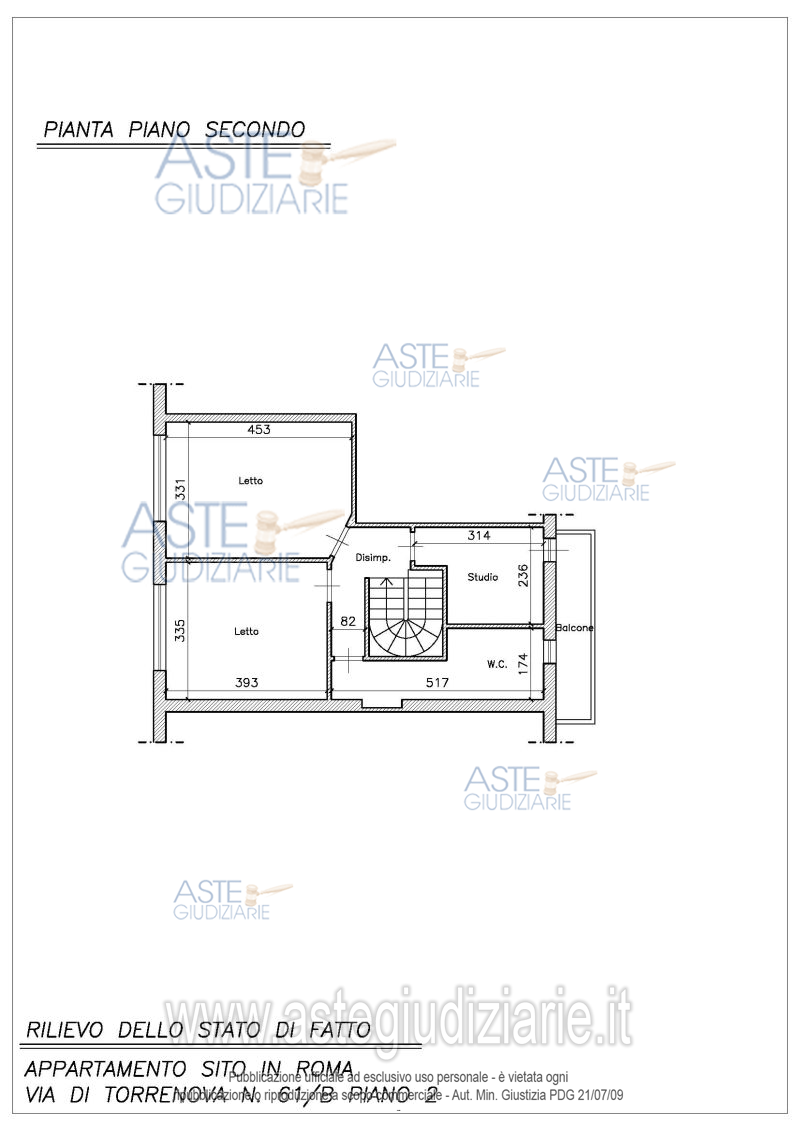 PIANTA PIANO SECONDO
ASTE
GIUDIZIARIE
ASTE
GIUDIZIARIE
453
331
Letto
ASTE
GIUDIZIARIE
ASTE
GIUDIZIARIE
314
Disimp.
Studio
236
335
Letto
82
Balcone
W.C.
174
393
517
ASTE
GIUDIZIARIE
ASTE
GIUDIZIARIE
www.astegiudiziarie.it
RILIEVO DELLO STATO DI FATTO
APPARTAMENTO SITO IN ROMA
VIA DI TORRENOVA N. 61/B PIANO 2
Pubblicazione ufficiale ad esclusivo uso personale - è vietata ogni
ripubblicazione o riproduzione a scopo commerciale - Aut. Min. Giustizia PDG 21/07/09